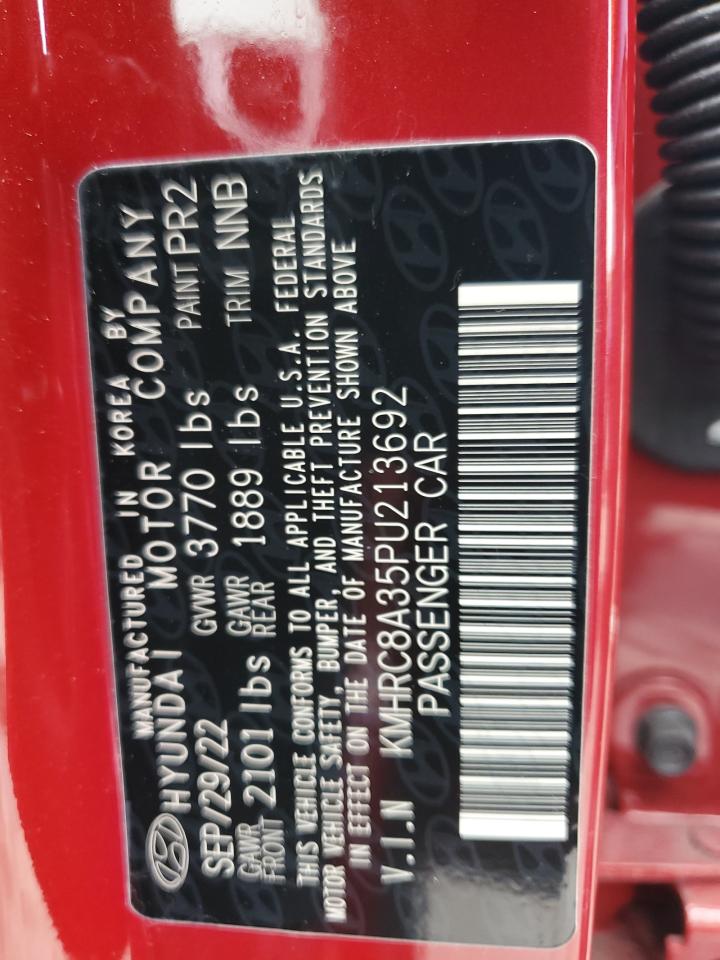 MANUFACTURED IN KOREA BY
HYUNDAI MOTOR COMPANY
SEP/29/22 GVWR 3770 lbs PAINT PR2
GAWR FRONT 2101 lbs GAWR REAR 1889 lbs TRIM NNB
THIS VEHICLE CONFORMS TO ALL APPLICABLE U.S.A. FEDERAL
MOTOR VEHICLE SAFETY, BUMPER, AND THEFT PREVENTION STANDARDS
IN EFFECT ON THE DATE OF MANUFACTURE SHOWN ABOVE
V.I.N KMHRC8A35PU213692
PASSENGER CAR